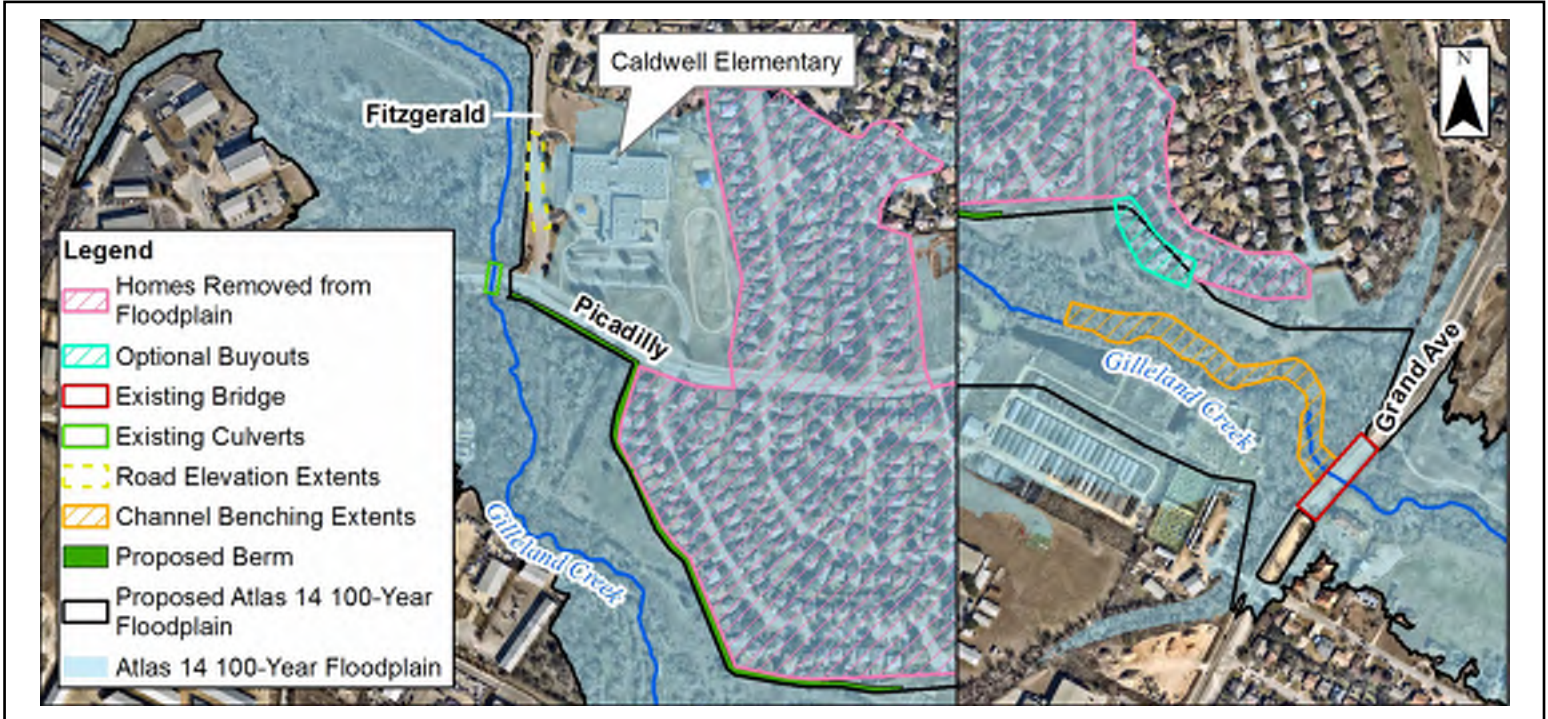 Caldwell Elementary
N
Fitzgerald
Legend
Homes Removed from
Floodplain
Optional Buyouts
Existing Bridge
Existing Culverts
Road Elevation Extents
Channel Benching Extents
Proposed Berm
Proposed Atlas 14 100-Year
Floodplain
Atlas 14 100-Year Floodplain
Picadilly
Gilleland Creek
Gilleland Creek
Grand Ave